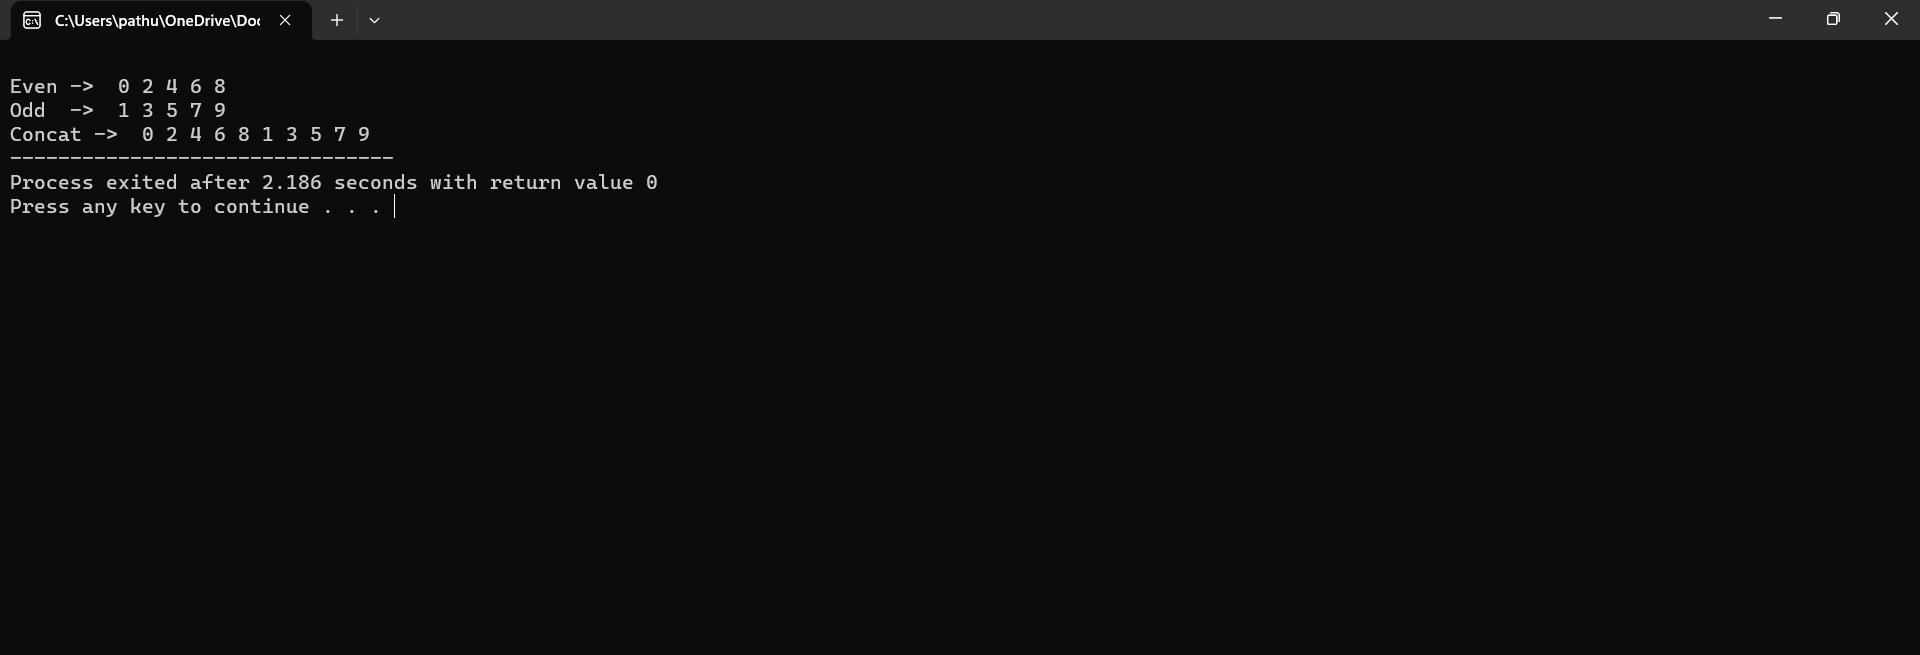 C:\Users\pathu\OneDrive\Doc
Even ->  0 2 4 6 8
Odd  ->  1 3 5 7 9
Concat ->  0 2 4 6 8 1 3 5 7 9
--------------------------------
Process exited after 2.186 seconds with return value 0
Press any key to continue . . .